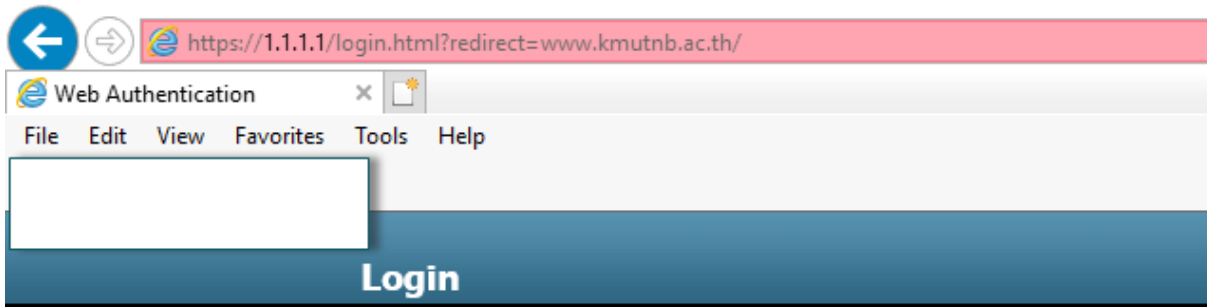 https://1.1.1.1/login.html?redirect=www.kmutnb.ac.th/
Web Authentication
File Edit View Favorites Tools Help
Login